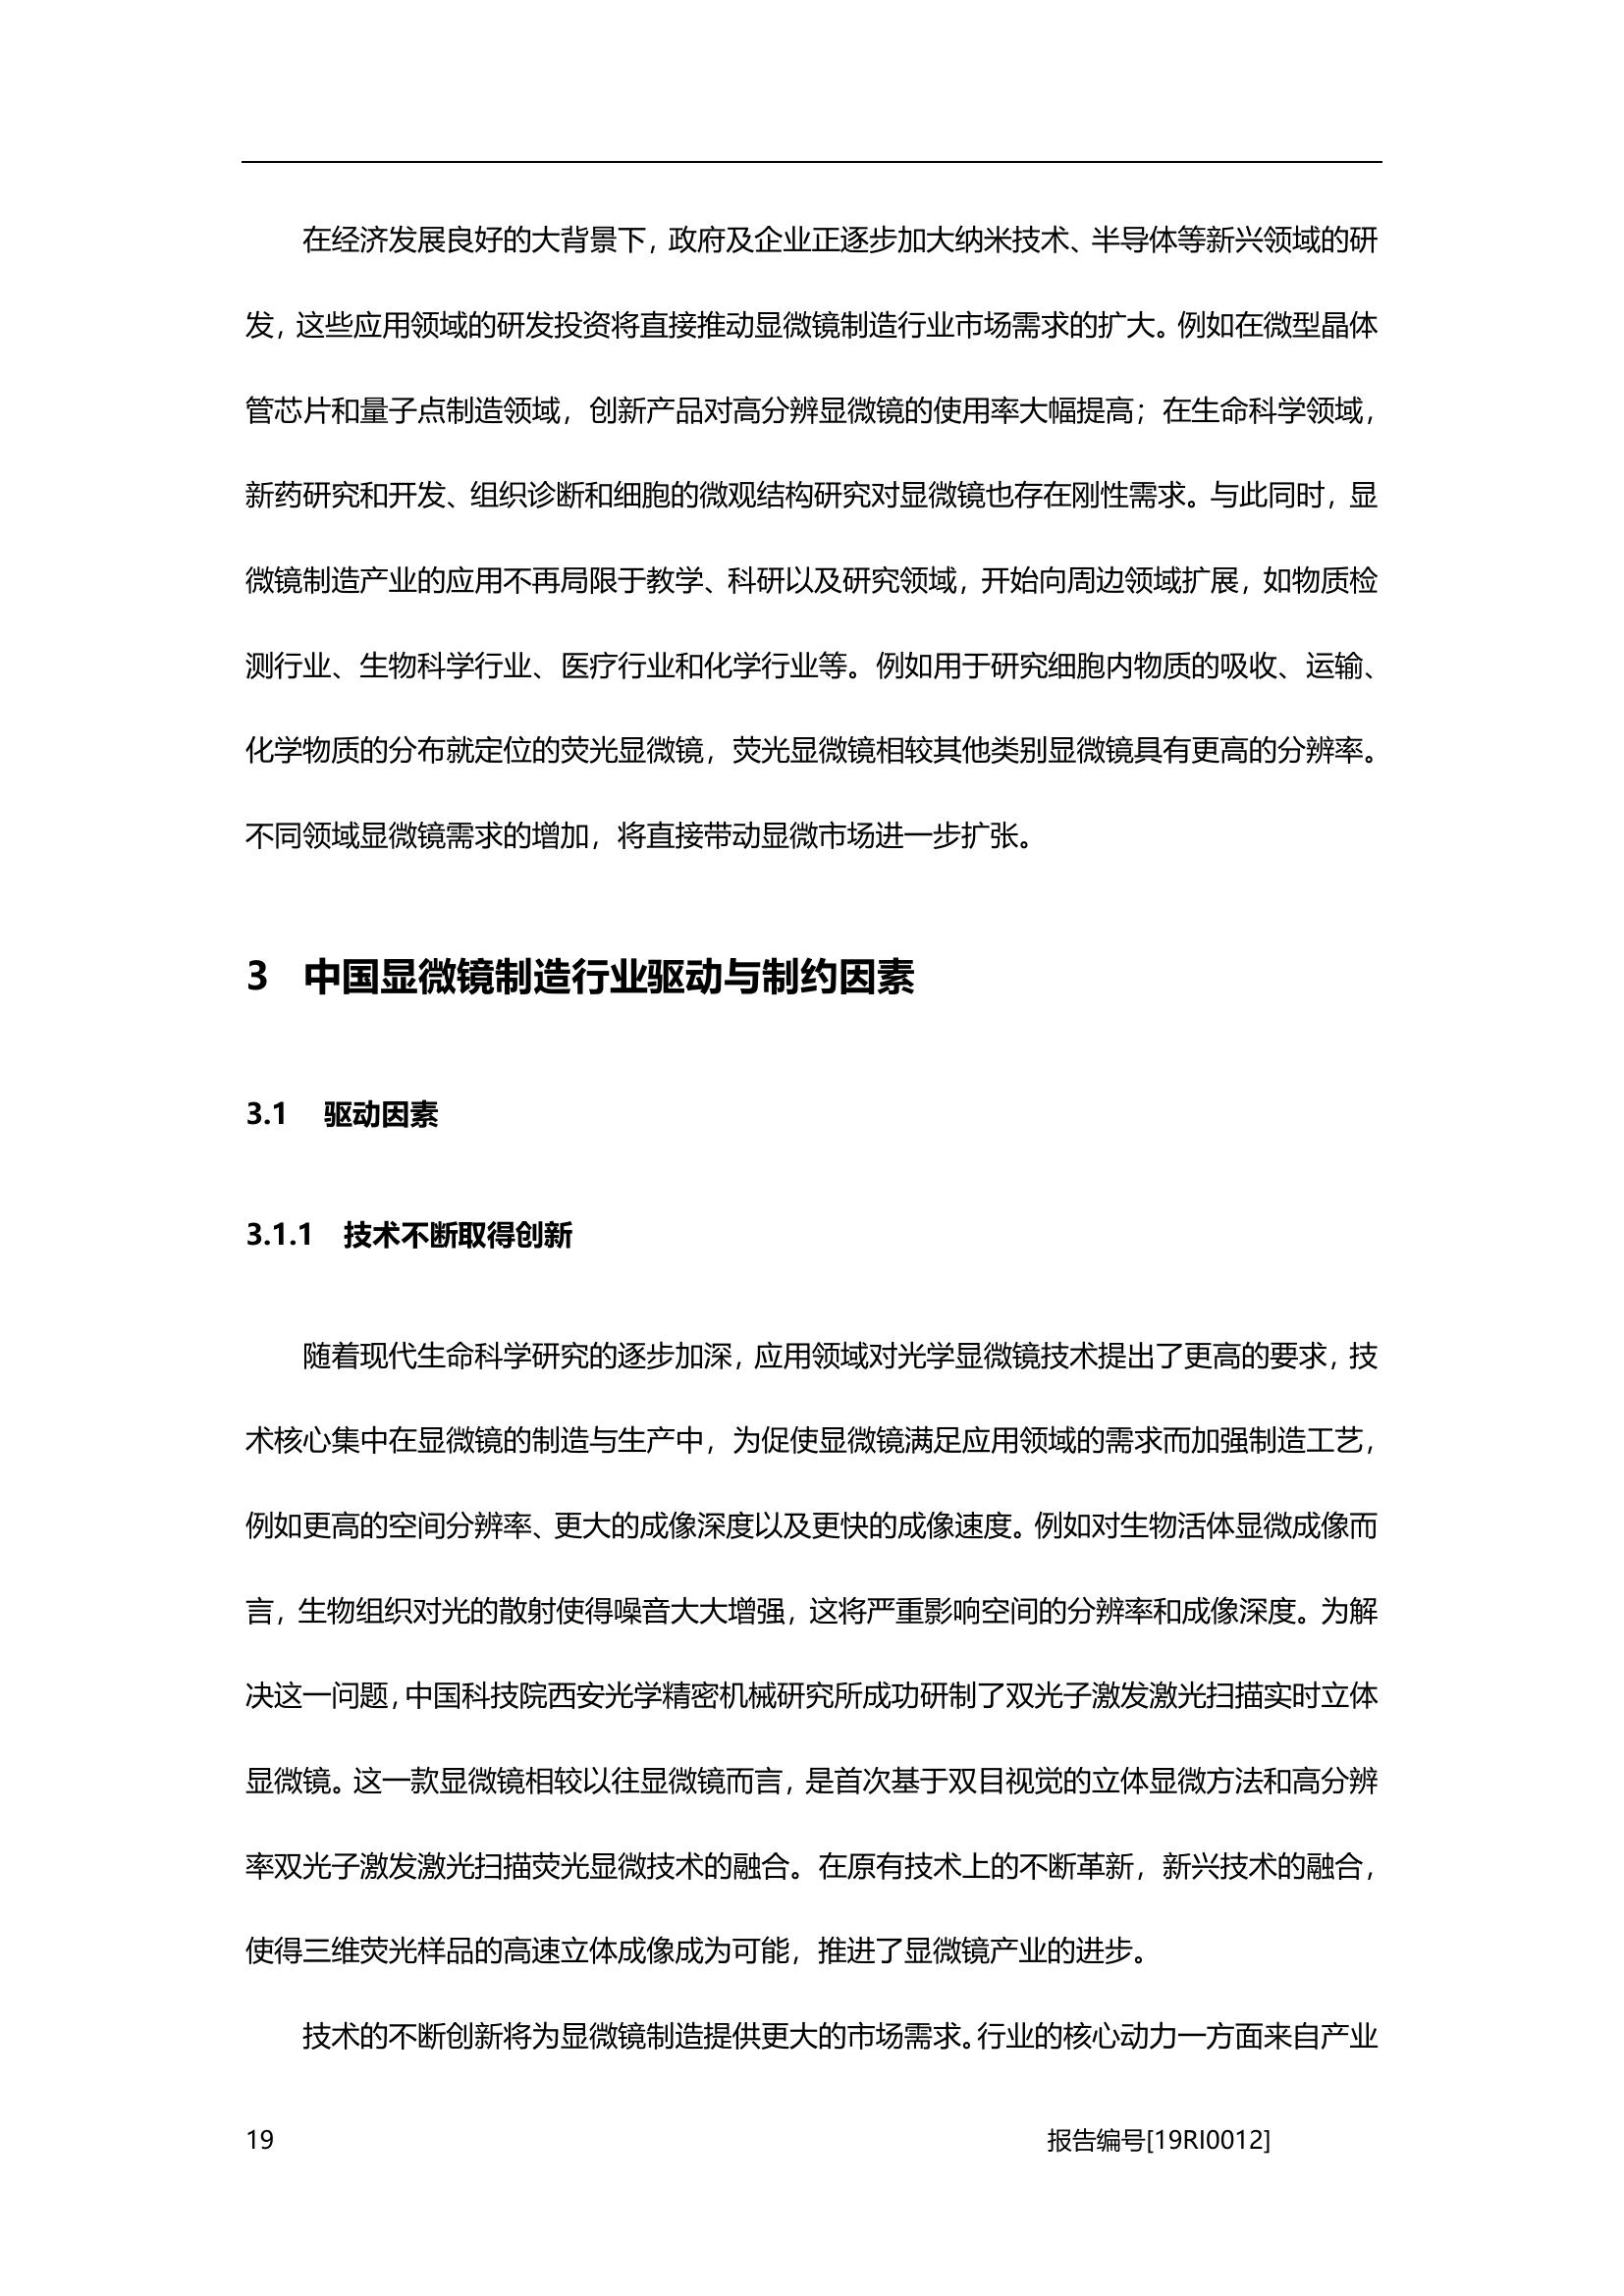 在经济发展良好的大背景下，政府及企业正逐步加大纳米技术、半导体等新兴领域的研
发，这些应用领域的研发投资将直接推动显微镜制造行业市场需求的扩大。例如在微型晶体
管芯片和量子点制造领域，创新产品对高分辨显微镜的使用率大幅提高；在生命科学领域，
新药研究和开发、组织诊断和细胞的微观结构研究对显微镜也存在刚性需求。与此同时，显
微镜制造产业的应用不再局限于教学、科研以及研究领域，开始向周边领域扩展，如物质检
测行业、生物科学行业、医疗行业和化学行业等。例如用于研究细胞内物质的吸收、运输、
化学物质的分布就定位的荧光显微镜，荧光显微镜相较其他类别显微镜具有更高的分辨率。
不同领域显微镜需求的增加，将直接带动显微市场进一步扩张。
3 中国显微镜制造行业驱动与制约因素
3.1 驱动因素
3.1.1 技术不断取得创新
随着现代生命科学研究的逐步加深，应用领域对光学显微镜技术提出了更高的要求，技
术核心集中在显微镜的制造与生产中，为促使显微镜满足应用领域的需求而加强制造工艺，
例如更高的空间分辨率、更大的成像深度以及更快的成像速度。例如对生物活体显微成像而
言，生物组织对光的散射使得噪音大大增强，这将严重影响空间的分辨率和成像深度。为解
决这一问题，中国科技院西安光学精密机械研究所成功研制了双光子激发激光扫描实时立体
显微镜。这一款显微镜相较以往显微镜而言，是首次基于双目视觉的立体显微方法和高分辨
率双光子激发激光扫描荧光显微技术的融合。在原有技术上的不断革新，新兴技术的融合，
使得三维荧光样品的高速立体成像成为可能，推进了显微镜产业的进步。
技术的不断创新将为显微镜制造提供更大的市场需求。行业的核心动力一方面来自产业
19 报告编号[19RI0012]